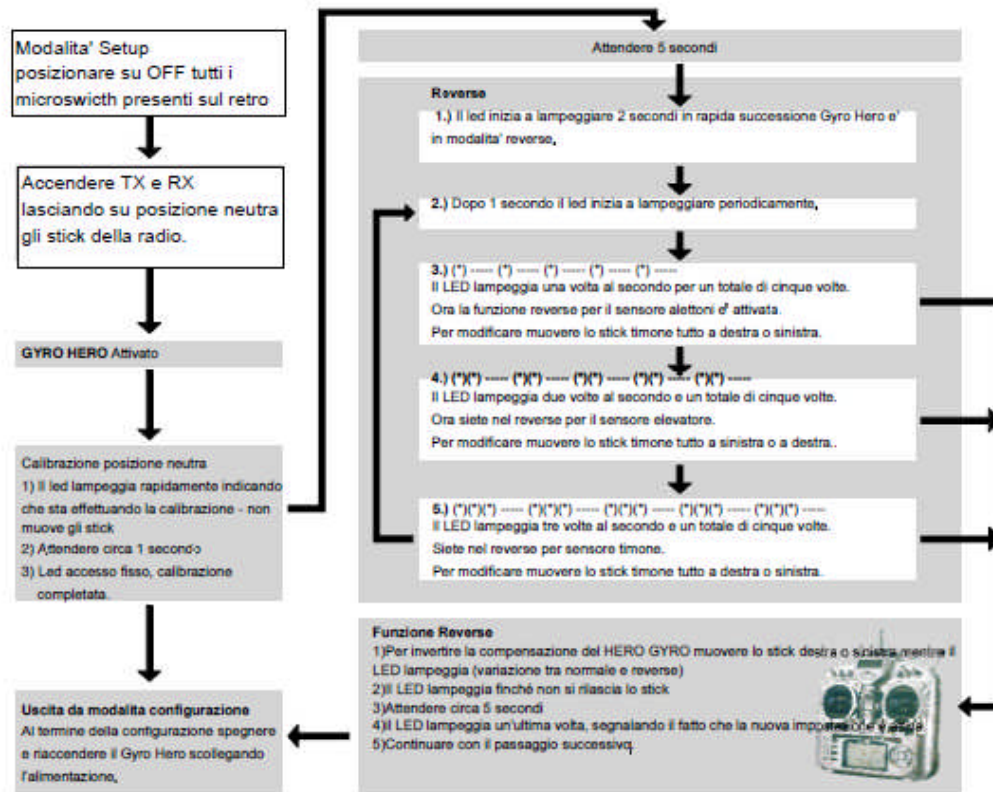 Modalita' Setup
posizionare su OFF tutti i
microswicth presenti sul retro
Accendere TX e RX
lasciando su posizione neutra
gli stick della radio.
GYRO HERO Attivato
Calibrazione posizione neutra
1) Il led lampeggia rapidamente indicando
che sta effettuando la calibrazione - non
muove gli stick
2) Attendere circa 1 secondo
3) Led accesso fisso, calibrazione
completata.
Uscita da modalita configurazione
Al termine della configurazione spegnere
e riaccendere il Gyro Hero scollegando
l'alimentazione.
Attendere 5 secondi
Reverse
1.) Il led inizia a lampeggiare 2 secondi in rapida successione Gyro Hero e'
in modalita' reverse.
2.) Dopo 1 secondo il led inizia a lampeggiare periodicamente.
3.) (*) ----- (*) ----- (*) ----- (*) ----- (*) -----
Il LED lampeggia una volta al secondo per un totale di cinque volte.
Ora la funzione reverse per il sensore alettoni e' attivata.
Per modificare muovere lo stick timone tutto a destra o sinistra.
4.) (*)(*) ----- (*)(*) ----- (*)(*) ----- (*)(*) ----- (*)(*) -----
Il LED lampeggia due volte al secondo e un totale di cinque volte.
Ora siete nel reverse per il sensore elevatore.
Per modificare muovere lo stick timone tutto a sinistra o a destra..
5.) (*)(*)(*) ----- (*)(*)(*) ----- (*)(*)(*) ----- (*)(*)(*) ----- (*)(*)(*) -----
Il LED lampeggia tre volte al secondo e un totale di cinque volte.
Siete nel reverse per sensore timone.
Per modificare muovere lo stick timone tutto a destra o sinistra.
Funzione Reverse
1)Per invertire la compensazione del HERO GYRO muovere lo stick destra o sinistra mentre il
LED lampeggia (variazione tra normale e reverse)
2)Il LED lampeggia finché non si rilascia lo stick
3)Attendere circa 5 secondi
4)Il LED lampeggia un'ultima volta, segnalando il fatto che la nuova
5)Continuare con il passaggio successivo.